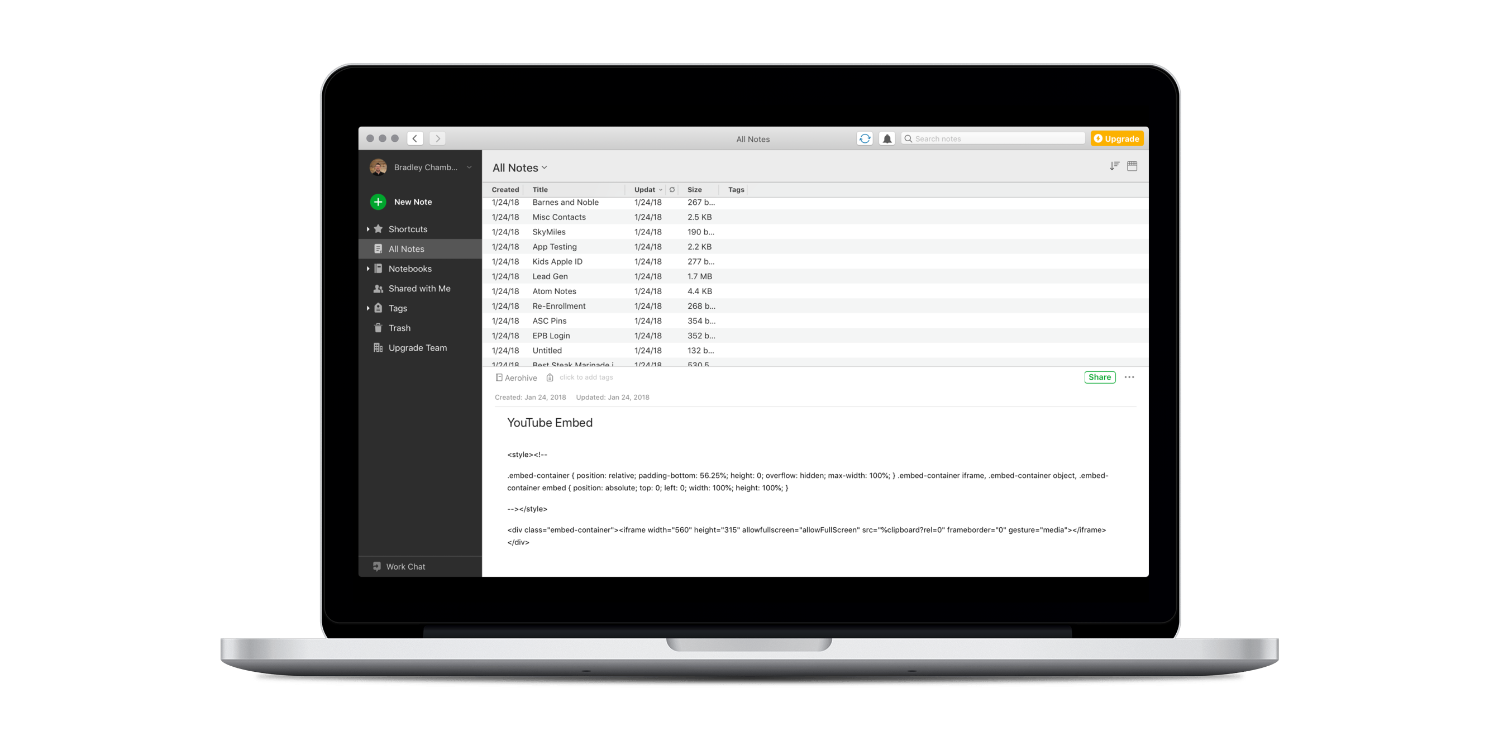 All Notes
Search notes
Upgrade
Bradley Chamb...
New Note
Shortcuts
All Notes
Notebooks
Shared with Me
Tags
Trash
Upgrade Team
Work Chat
All Notes
Created Title Updat Size Tags
1/24/18 Barnes and Noble 1/24/18 267 b...
1/24/18 Misc Contacts 1/24/18 2.5 KB
1/24/18 SkyMiles 1/24/18 190 b...
1/24/18 App Testing 1/24/18 2.2 KB
1/24/18 Kids Apple ID 1/24/18 277 b...
1/24/18 Lead Gen 1/24/18 1.7 MB
1/24/18 Atom Notes 1/24/18 4.4 KB
1/24/18 Re-Enrollment 1/24/18 268 b...
1/24/18 ASC Pins 1/24/18 354 b...
1/24/18 EPB Login 1/24/18 352 b...
1/24/18 Untitled 1/24/18 132 b...
1/24/18 Best Steak Marinade i 1/24/18 530.5
Aerohive click to add tags Share
Created: Jan 24, 2018 Updated: Jan 24, 2018
YouTube Embed
<style><!--
.embed-container { position: relative; padding-bottom: 56.25%; height: 0; overflow: hidden; max-width: 100%; } .embed-container iframe, .embed-container object, .embed-
container embed { position: absolute; top: 0; left: 0; width: 100%; height: 100%; }
--></style>
<div class="embed-container"><iframe width="560" height="315" allowfullscreen="allowFullScreen" src="%clipboard?rel=0" frameborder="0" gesture="media"></iframe>
</div>